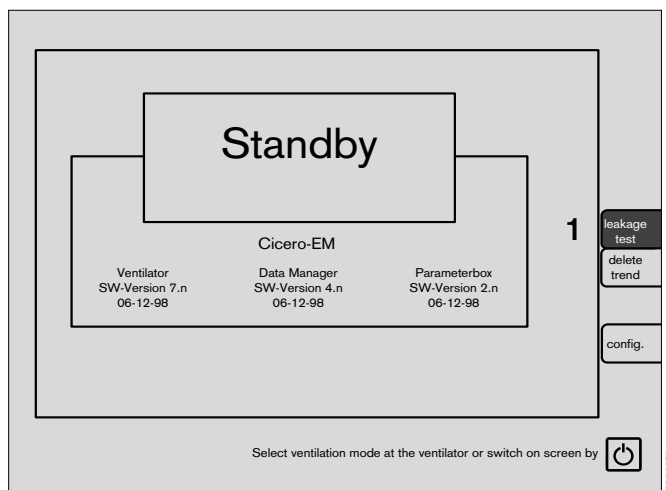 Standby
Cicero-EM
Ventilator Data Manager Parameterbox
SW-Version 7.n SW-Version 4.n SW-Version 2.n
06-12-98 06-12-98 06-12-98
1
leakage
test
delete
trend
config.
Select ventilation mode at the ventilator or switch on screen by